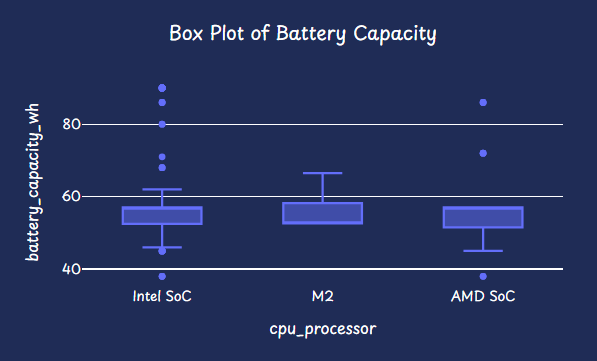 Box Plot of Battery Capacity
battery_capacity_wh
80
60
40
Intel SoC
M2
AMD SoC
cpu_processor